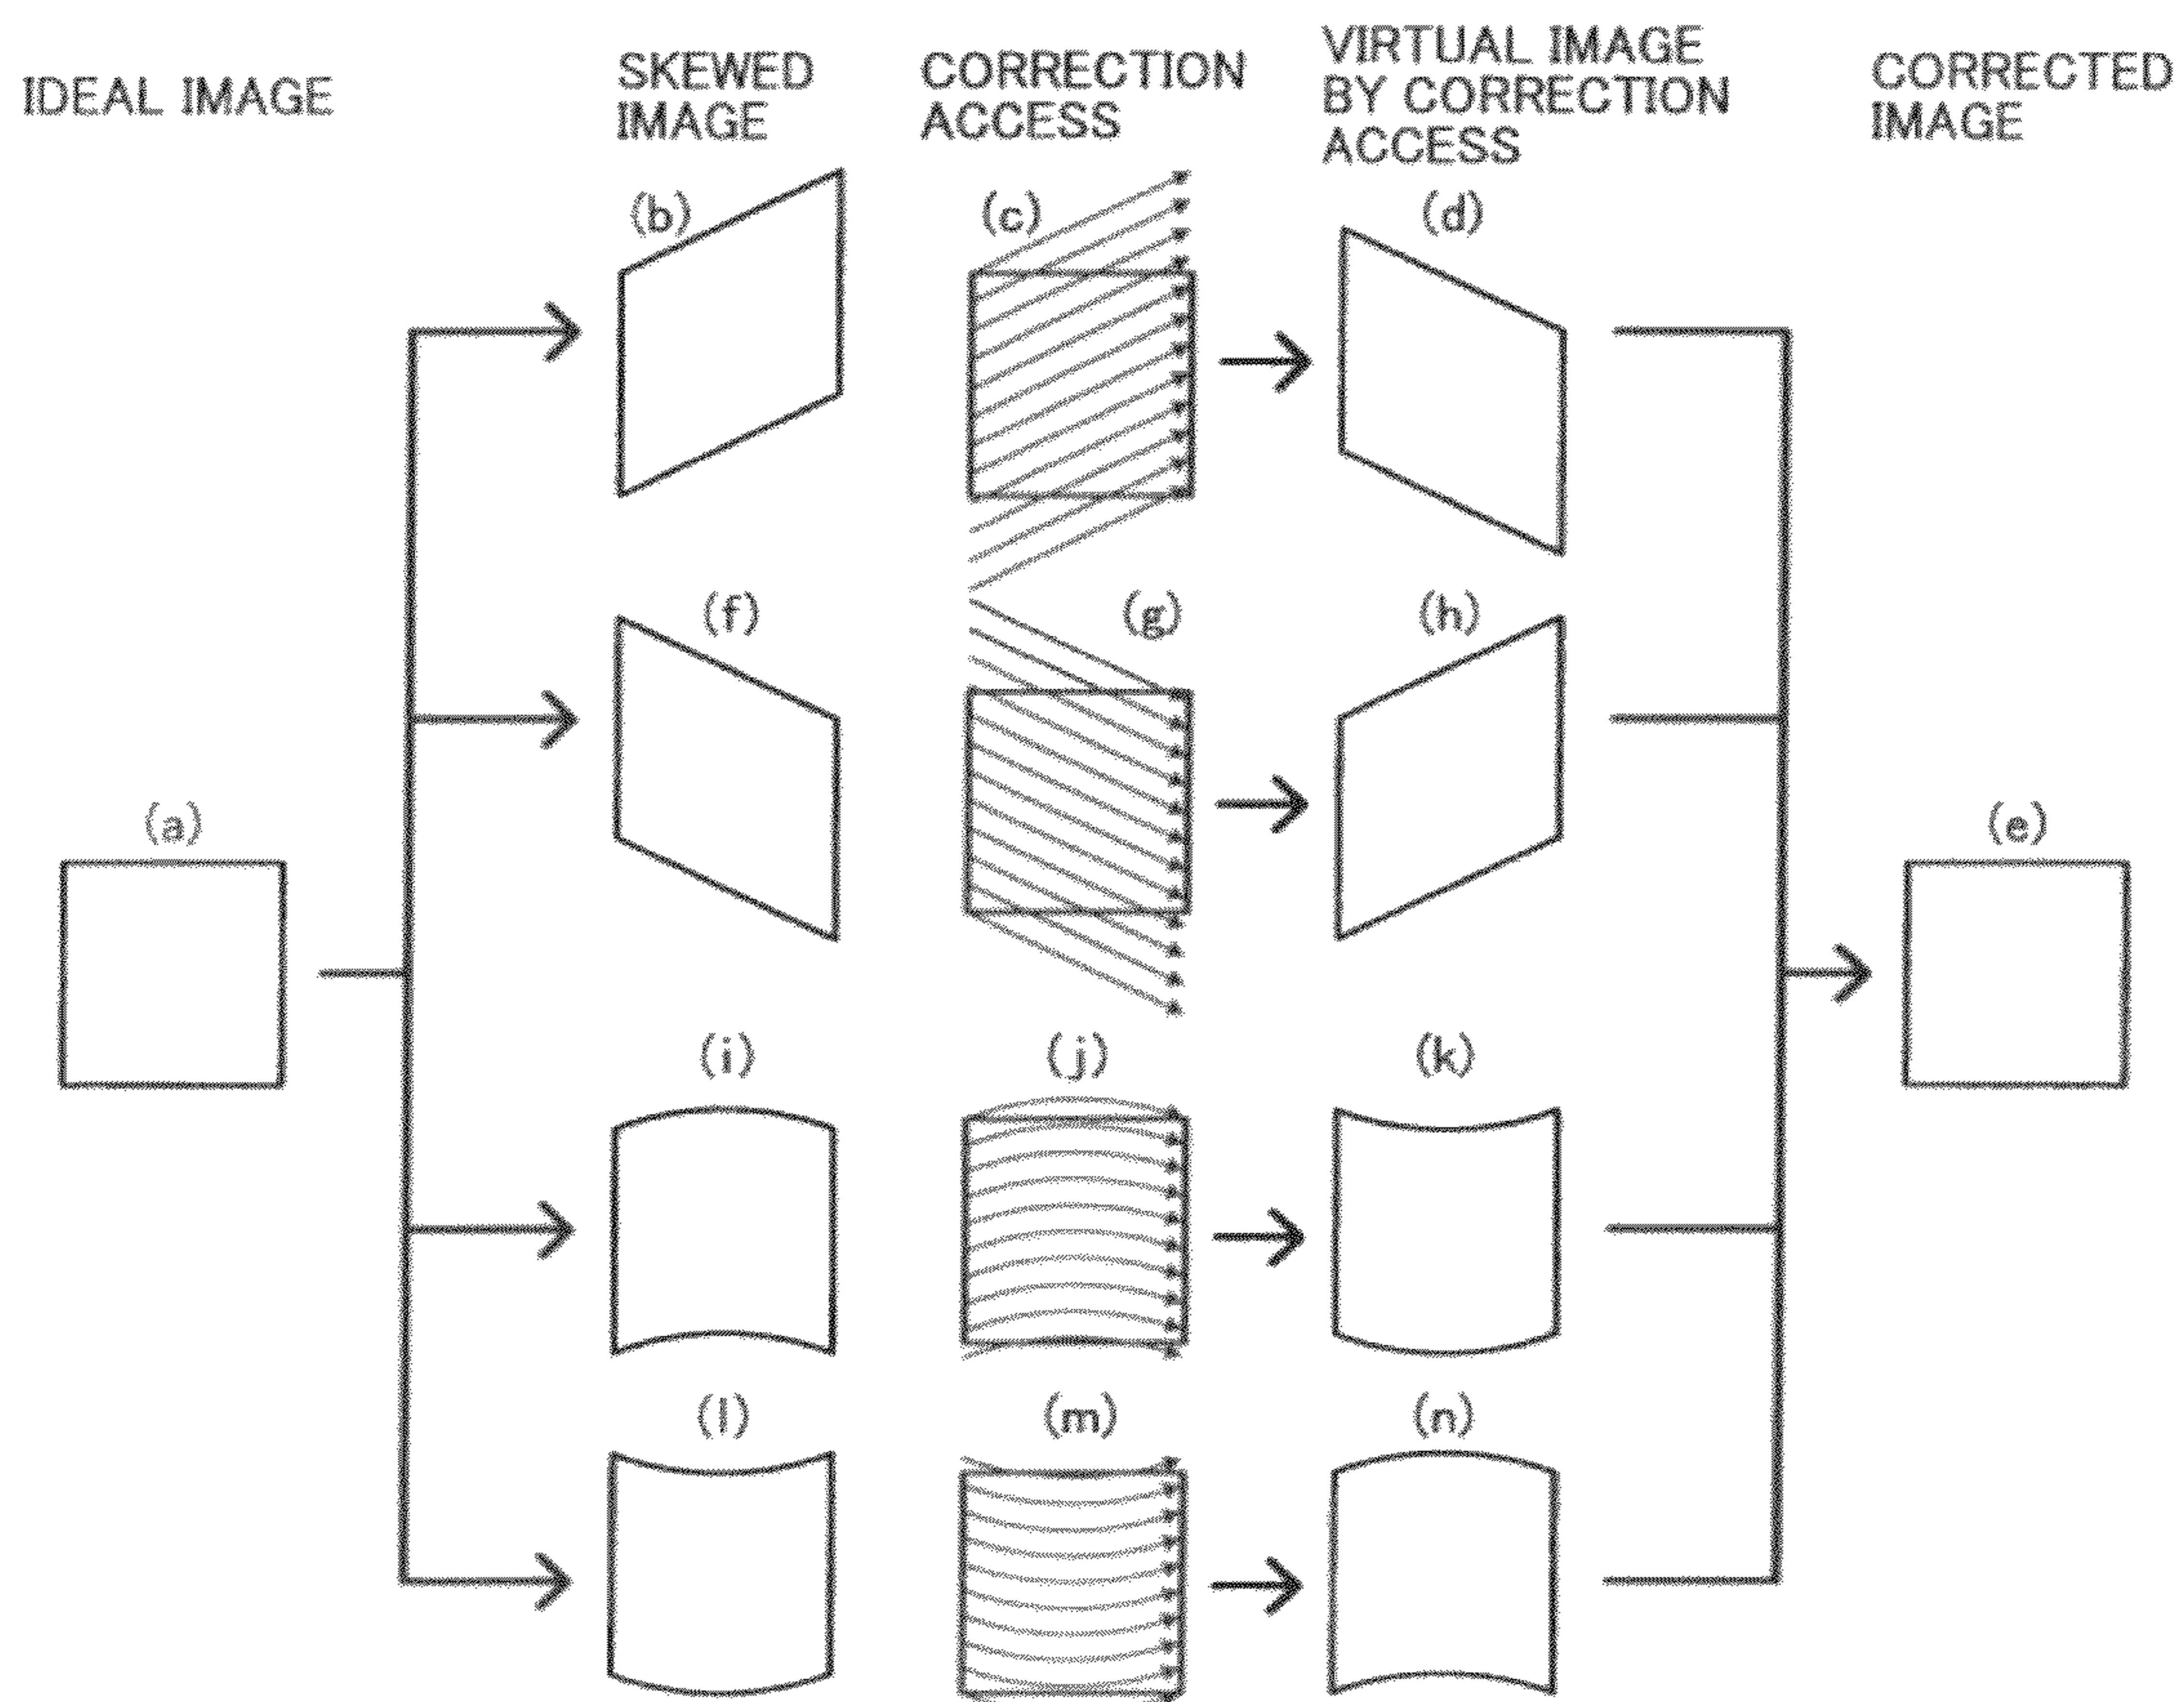 IDEAL IMAGE
SKEWED
IMAGE
CORRECTION
ACCESS
VIRTUAL IMAGE
BY CORRECTION
ACCESS
CORRECTED
IMAGE
(b)
(c)
(d)
(f)
(g)
(h)
(a)
(e)
(i)
(j)
(k)
(l)
(m)
(n)